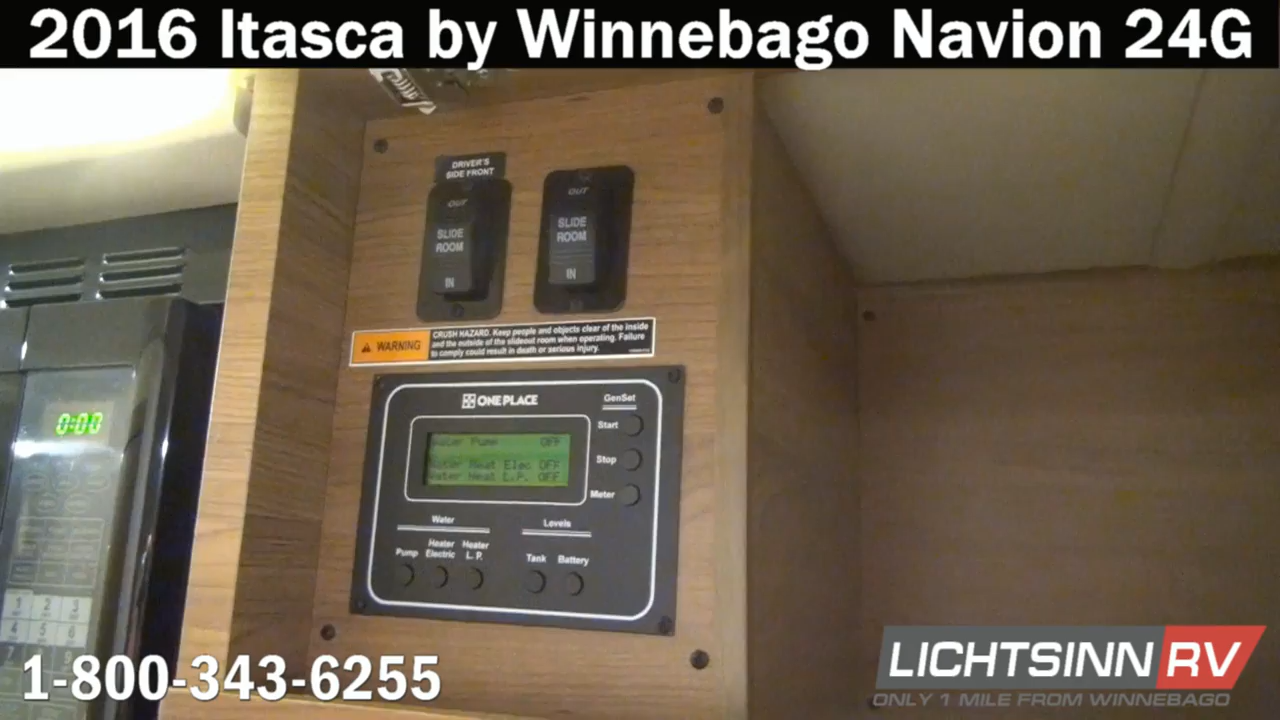 2016 Itasca by Winnebago Navion 24G
DRIVER'S
SIDE FRONT
OUT
SLIDE
ROOM
IN
OUT
SLIDE
ROOM
IN
WARNING
CRUSH HAZARD. Keep people and objects clear of the inside
and the outside of the slideout room when operating. Failure
to comply could result in death or serious injury.
ONE PLACE
GenSet
Start
Stop
Meter
Water Pump OFF
Water Heat Elec OFF
Water Heat L.P. OFF
Water
Levels
Pump
Heater
Electric
Heater
L. P.
Tank
Battery
0:00
1-800-343-6255
LICHTSINN RV
ONLY 1 MILE FROM WINNEBAGO